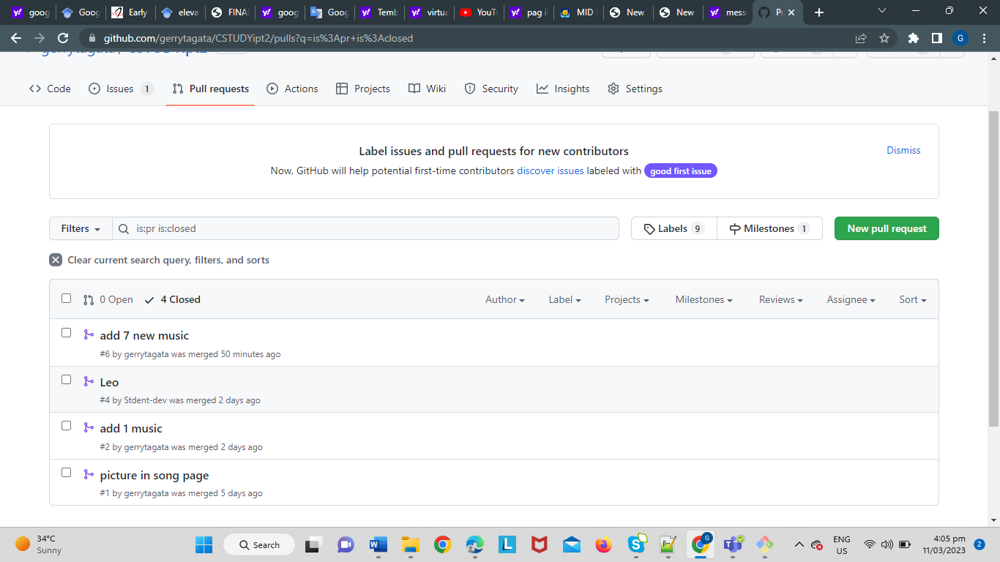 goog
Goog
Early
eleva
FINA
goog
Goog
Temb
virtua
YouTu
pag il
MID
New
New
mess
github.com/gerrytagata/CSTUDYipt2/pulls?q=is%3Apr+is%3Aclosed
G
Code
Issues 1
Pull requests
Actions
Projects
Wiki
Security
Insights
Settings
Label issues and pull requests for new contributors
Dismiss
Now, GitHub will help potential first-time contributors discover issues labeled with good first issue
Filters
is:pr is:closed
Labels 9
Milestones 1
New pull request
Clear current search query, filters, and sorts
0 Open
4 Closed
Author
Label
Projects
Milestones
Reviews
Assignee
Sort
add 7 new music
#6 by gerrytagata was merged 50 minutes ago
Leo
#4 by Stdent-dev was merged 2 days ago
add 1 music
#2 by gerrytagata was merged 2 days ago
picture in song page
#1 by gerrytagata was merged 5 days ago
34°C
Sunny
Search
ENG
US
4:05 pm
11/03/2023
2